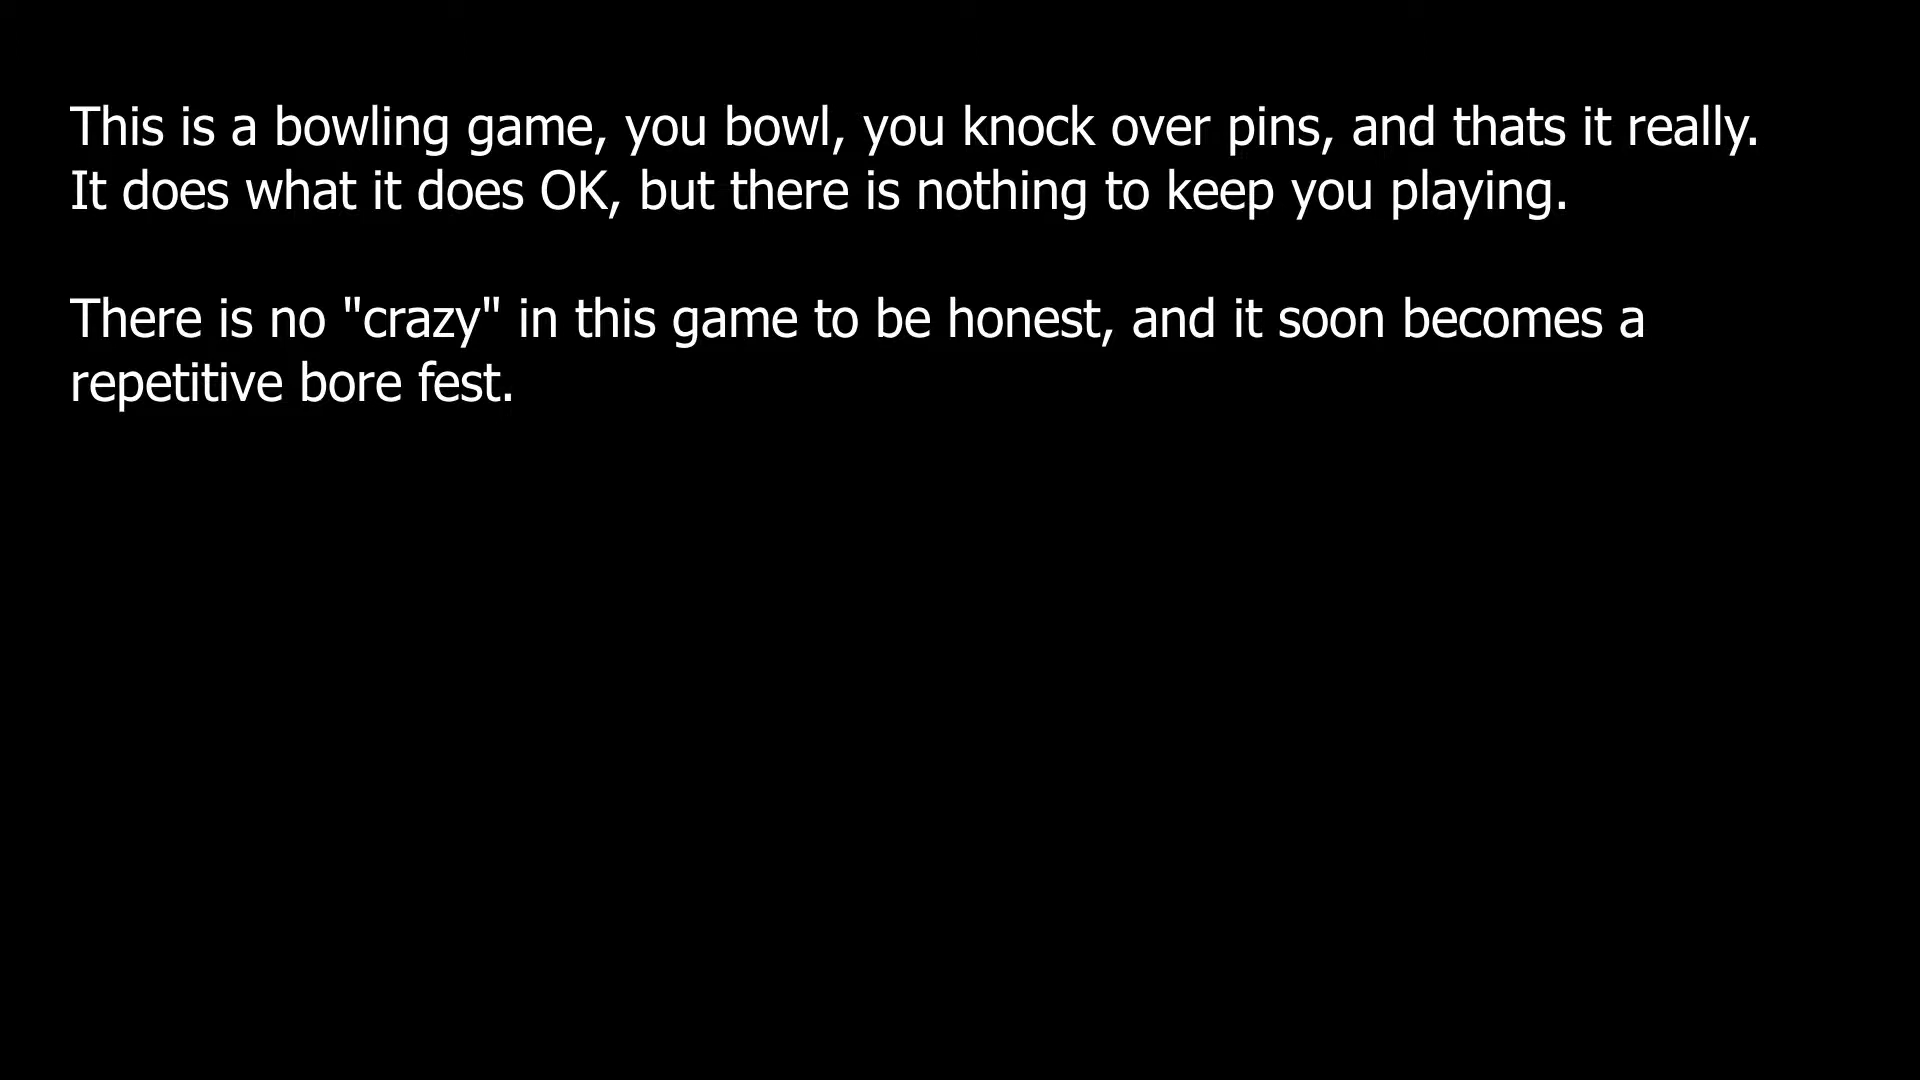 This is a bowling game, you bowl, you knock over pins, and thats it really.
It does what it does OK, but there is nothing to keep you playing.
There is no "crazy" in this game to be honest, and it soon becomes a
repetitive bore fest.